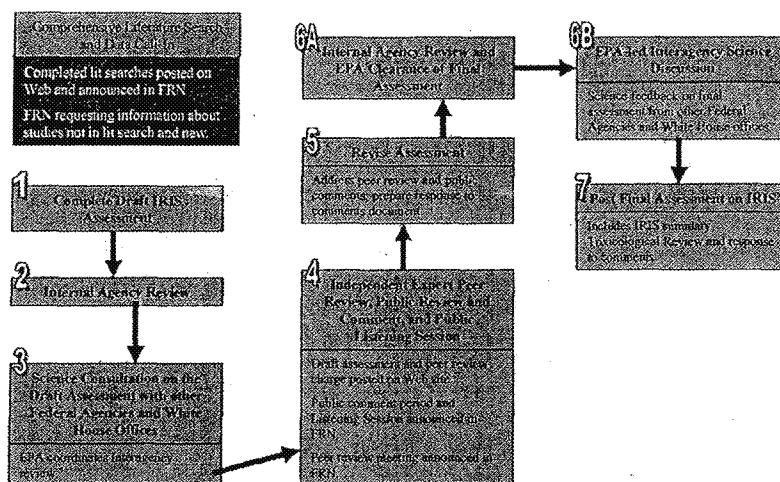 Comprehensive Literature Search
and Data Call In
Completed lit searches posted on
Web and announced in FRN
FRN requesting information about
studies not in lit search and new.
1
Complete Draft IRIS
Assessment
2
Internal Agency Review
3
Science Consultation on the
Draft Assessment with other
Federal Agencies and White
House Offices
EPA coordinates interagency
review
4
Independent Expert Peer
Review, Public Review and
Comment, and Public
Listening Session
Draft assessment and peer review
charge posted on Web site
Public comment period and
Listening Session announced in
FRN
Peer review meeting announced in
FRN
5
Revise Assessment
Address peer review and public
comments, prepare response to
comments document
6A
Internal Agency Review and
EPA Clearance of Final
Assessment
6B
EPA-led Interagency Science
Discussion
Science feedback on final
assessment from other Federal
Agencies and White House offices
7
Post Final Assessment on IRIS
Includes IRIS summary
Toxicological Review and response
to comments